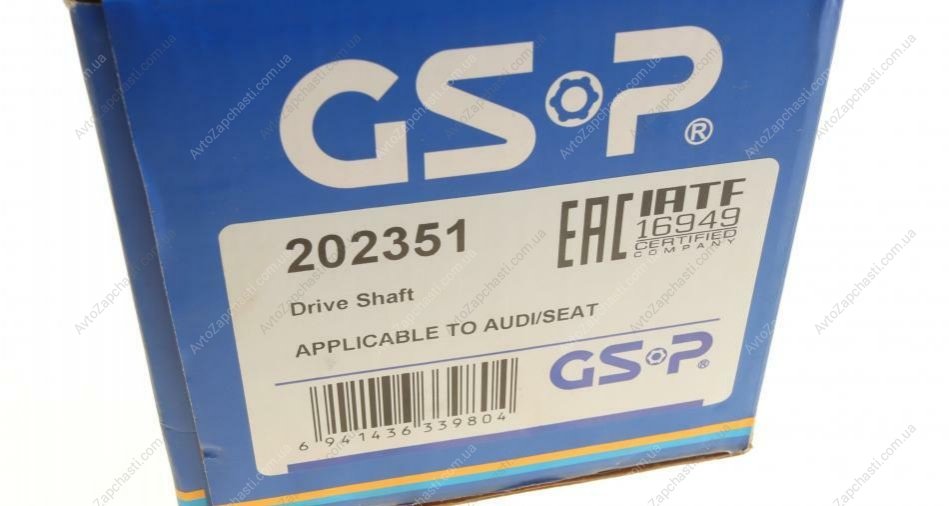 GSP®
202351
EAC
IATF
16949
CERTIFIED
COMPANY
Drive Shaft
APPLICABLE TO AUDI/SEAT
GSP®
6 941436 339804
AvtoZapchasti.com.ua